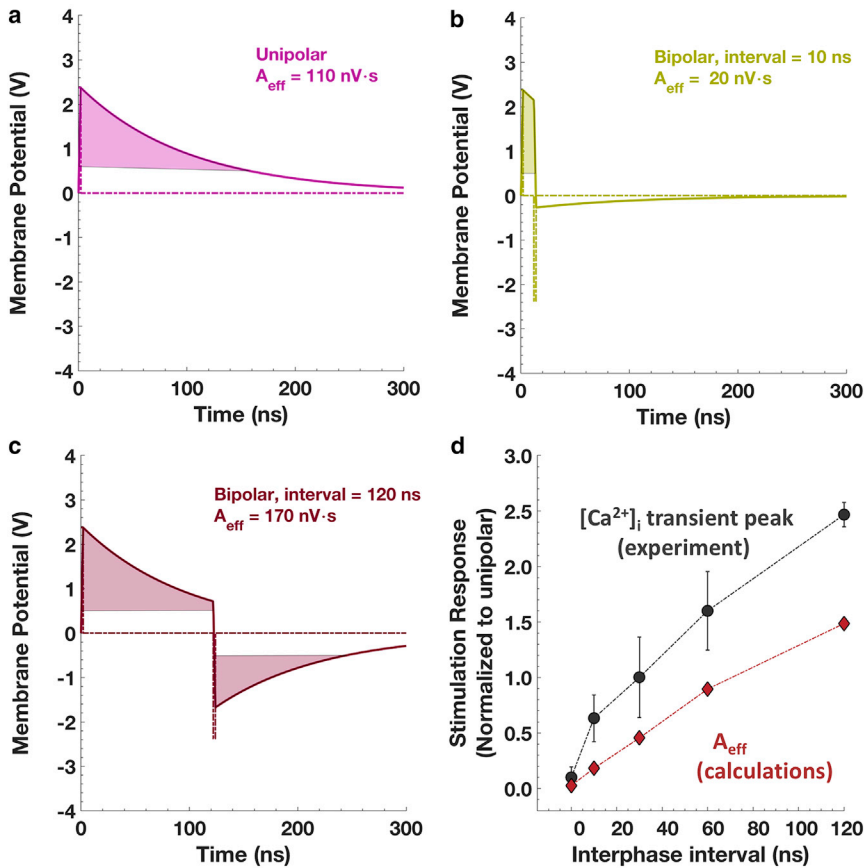 a
4
3
2
1
0
-1
-2
-3
-4
Membrane Potential (V)
Unipolar
A_eff = 110 nV·s
0
100
200
300
Time (ns)
b
4
3
2
1
0
-1
-2
-3
-4
Membrane Potential (V)
Bipolar, interval = 10 ns
A_eff =  20 nV·s
0
100
200
300
Time (ns)
c
4
3
2
1
0
-1
-2
-3
-4
Membrane Potential (V)
Bipolar, interval = 120 ns
A_eff = 170 nV·s
0
100
200
300
Time (ns)
d
3.0
2.5
2.0
1.5
1.0
0.5
0.0
Stimulation Response
(Normalized to unipolar)
[Ca²⁺]ᵢ transient peak
(experiment)
A_eff
(calculations)
0
20
40
60
80
100
120
Interphase interval (ns)